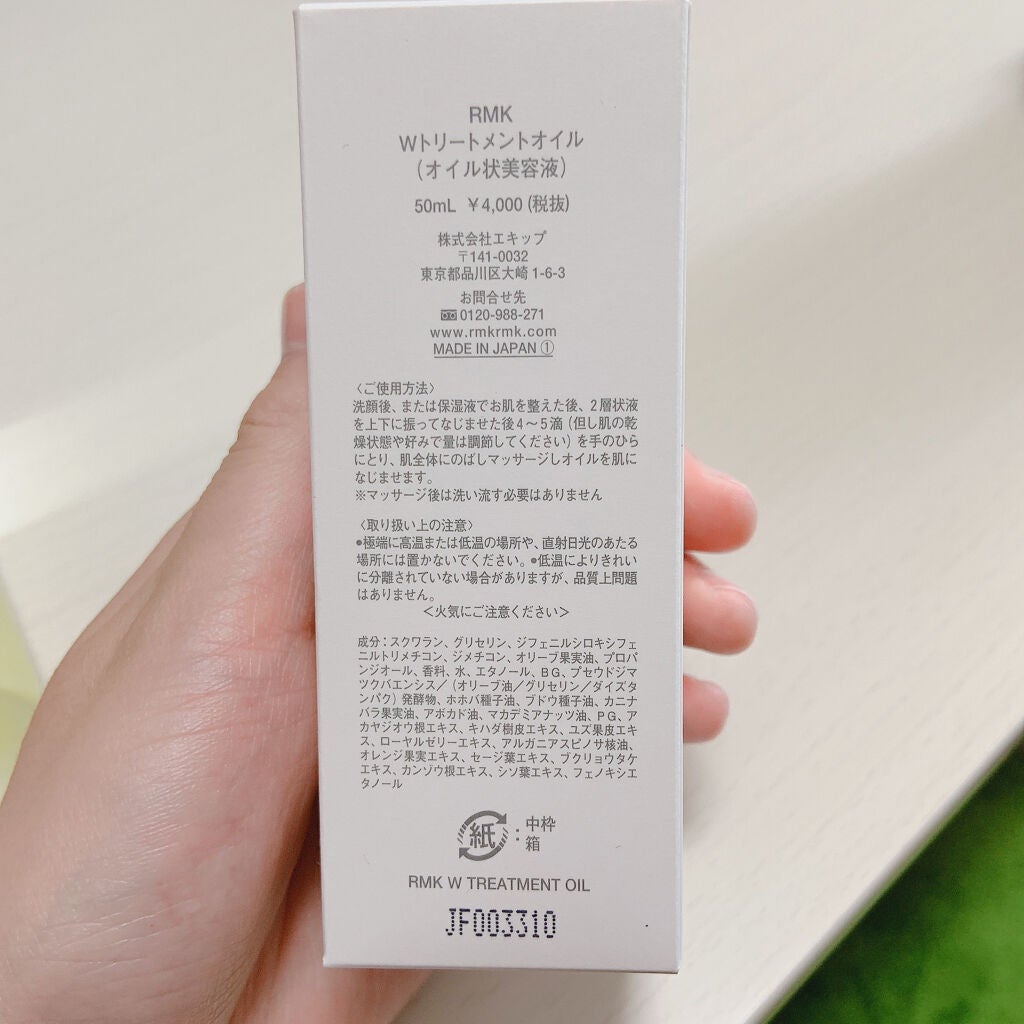 RMK
Wトリートメントオイル
(オイル状美容液)
50mL ¥4,000 (税抜)
株式会社エキップ
〒141-0032
東京都品川区大崎 1-6-3
お問合せ先
0120-988-271
www.rmkrmk.com
MADE IN JAPAN ①
〈ご使用方法〉
洗顔後、または保湿液でお肌を整えた後、2層状液
を上下に振ってなじませた後4～5滴(但し肌の乾
燥状態や好みで量は調節してください)を手のひら
にとり、肌全体にのばしマッサージしオイルを肌に
なじませます。
※マッサージ後は洗い流す必要はありません
〈取り扱い上の注意〉
●極端に高温または低温の場所や、直射日光のあたる
場所には置かないでください。●低温によりきれい
に分離されていない場合がありますが、品質上問題
はありません。
＜火気にご注意ください＞
成分：スクワラン、グリセリン、ジフェニルシロキシフェ
ニルトリメチコン、ジメチコン、オリーブ果実油、プロパ
ンジオール、香料、水、エタノール、BG、プセウドジマ
ツクバエンシス／(オリーブ油／グリセリン／ダイズタ
ンパク)発酵物、ホホバ種子油、ブドウ種子油、カニナ
バラ果実油、アボカド油、マカデミアナッツ油、PG、ア
カヤジオウ根エキス、キハダ樹皮エキス、ユズ果皮エキ
ス、ローヤルゼリーエキス、アルガニアスピノサ核油、
オレンジ果実エキス、セージ葉エキス、ブクリョウタケ
エキス、カンゾウ根エキス、シソ葉エキス、フェノキシエ
タノール
紙：中枠
箱
RMK W TREATMENT OIL
JF003310